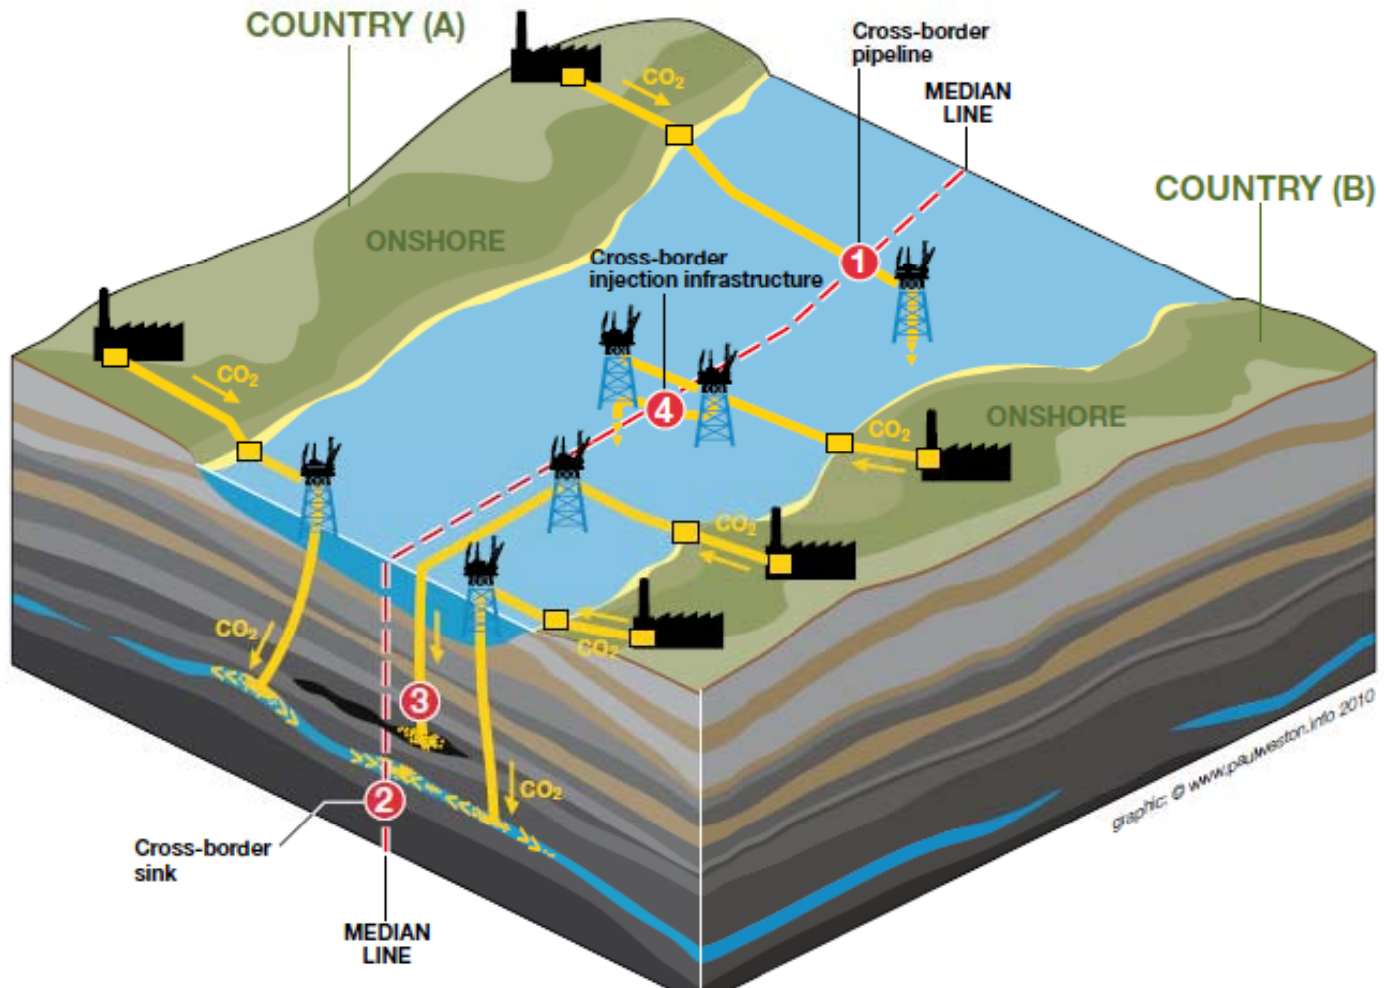 COUNTRY (A)
Cross-border
pipeline
CO₂
MEDIAN
LINE
COUNTRY (B)
ONSHORE
1
Cross-border
injection infrastructure
CO₂
4
ONSHORE
CO₂
CO₂
CO₂
CO₂
3
CO₂
2
Cross-border
sink
MEDIAN
LINE
graphic: © www.paulweston.info 2010